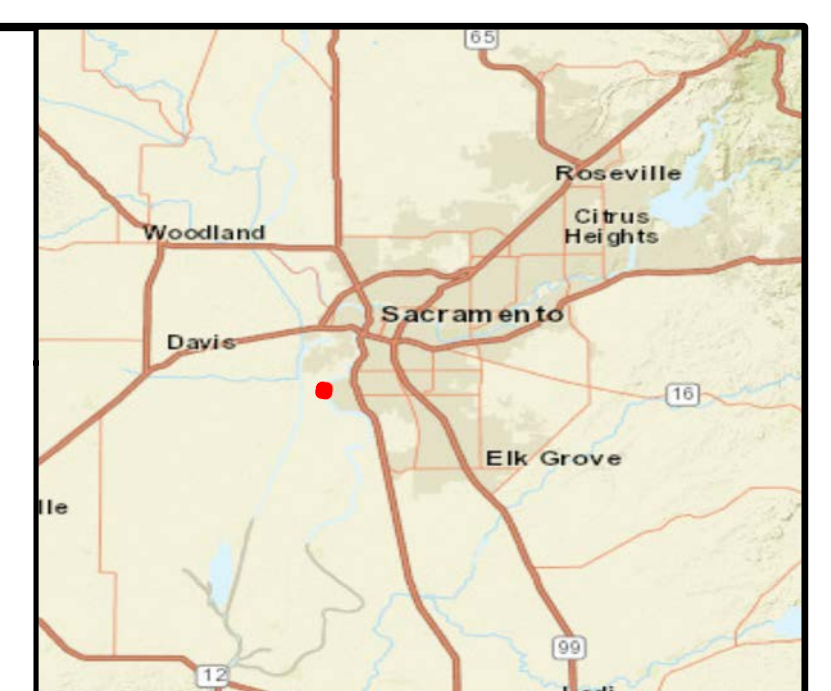 65
Roseville
Citrus
Heights
Woodland
Sacramento
Davis
16
Elk Grove
lle
99
12